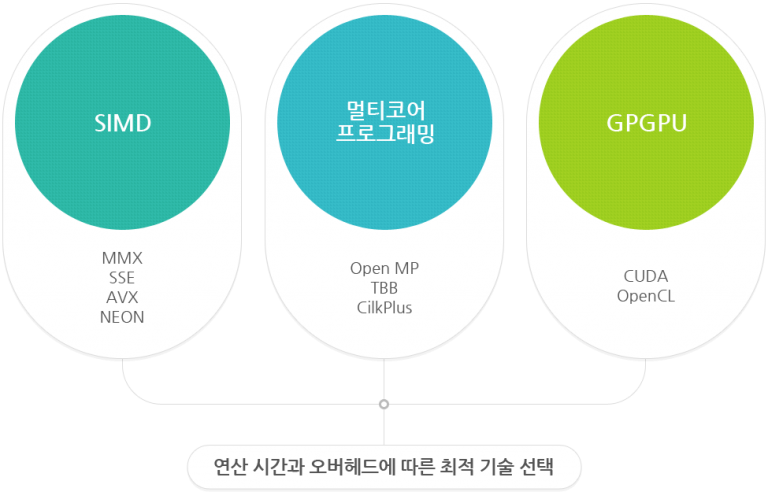 SIMD
MMX
SSE
AVX
NEON
멀티코어
프로그래밍
Open MP
TBB
CilkPlus
GPGPU
CUDA
OpenCL
연산 시간과 오버헤드에 따른 최적 기술 선택